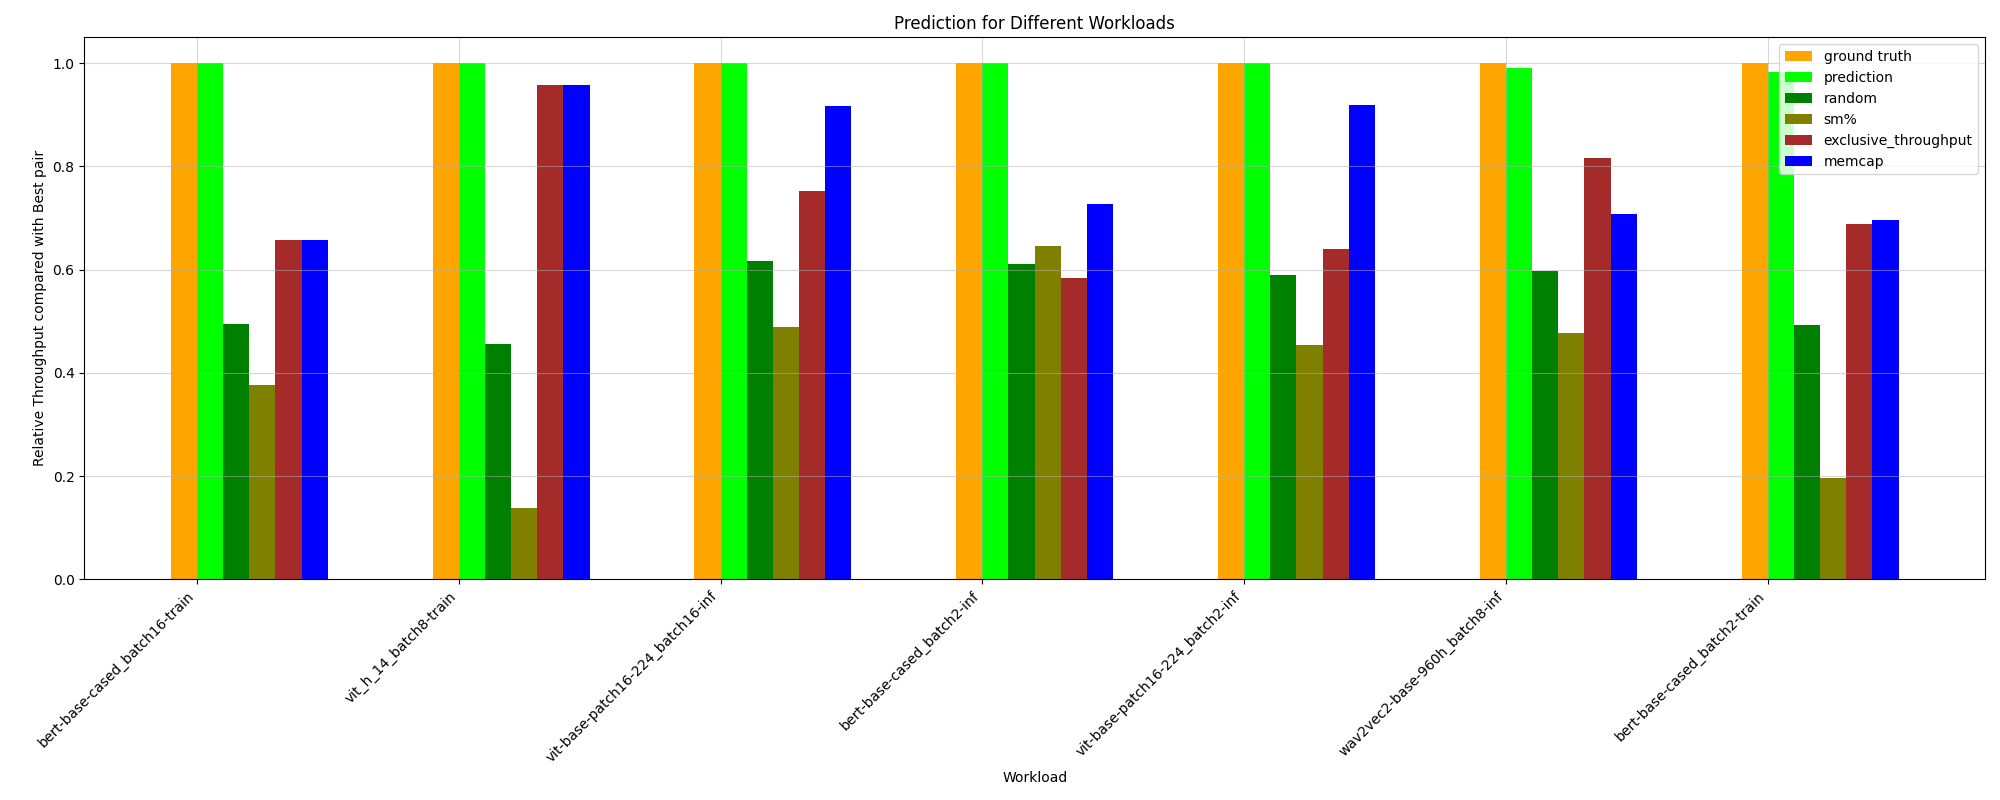 Prediction for Different Workloads
Relative Throughput compared with Best pair
1.0
0.8
0.6
0.4
0.2
0.0
ground truth
prediction
random
sm%
exclusive_throughput
memcap
bert-base-cased_batch16-train
vit_h_14_batch8-train
vit-base-patch16-224_batch16-inf
bert-base-cased_batch2-inf
vit-base-patch16-224_batch2-inf
wav2vec2-base-960h_batch8-inf
bert-base-cased_batch2-train
Workload